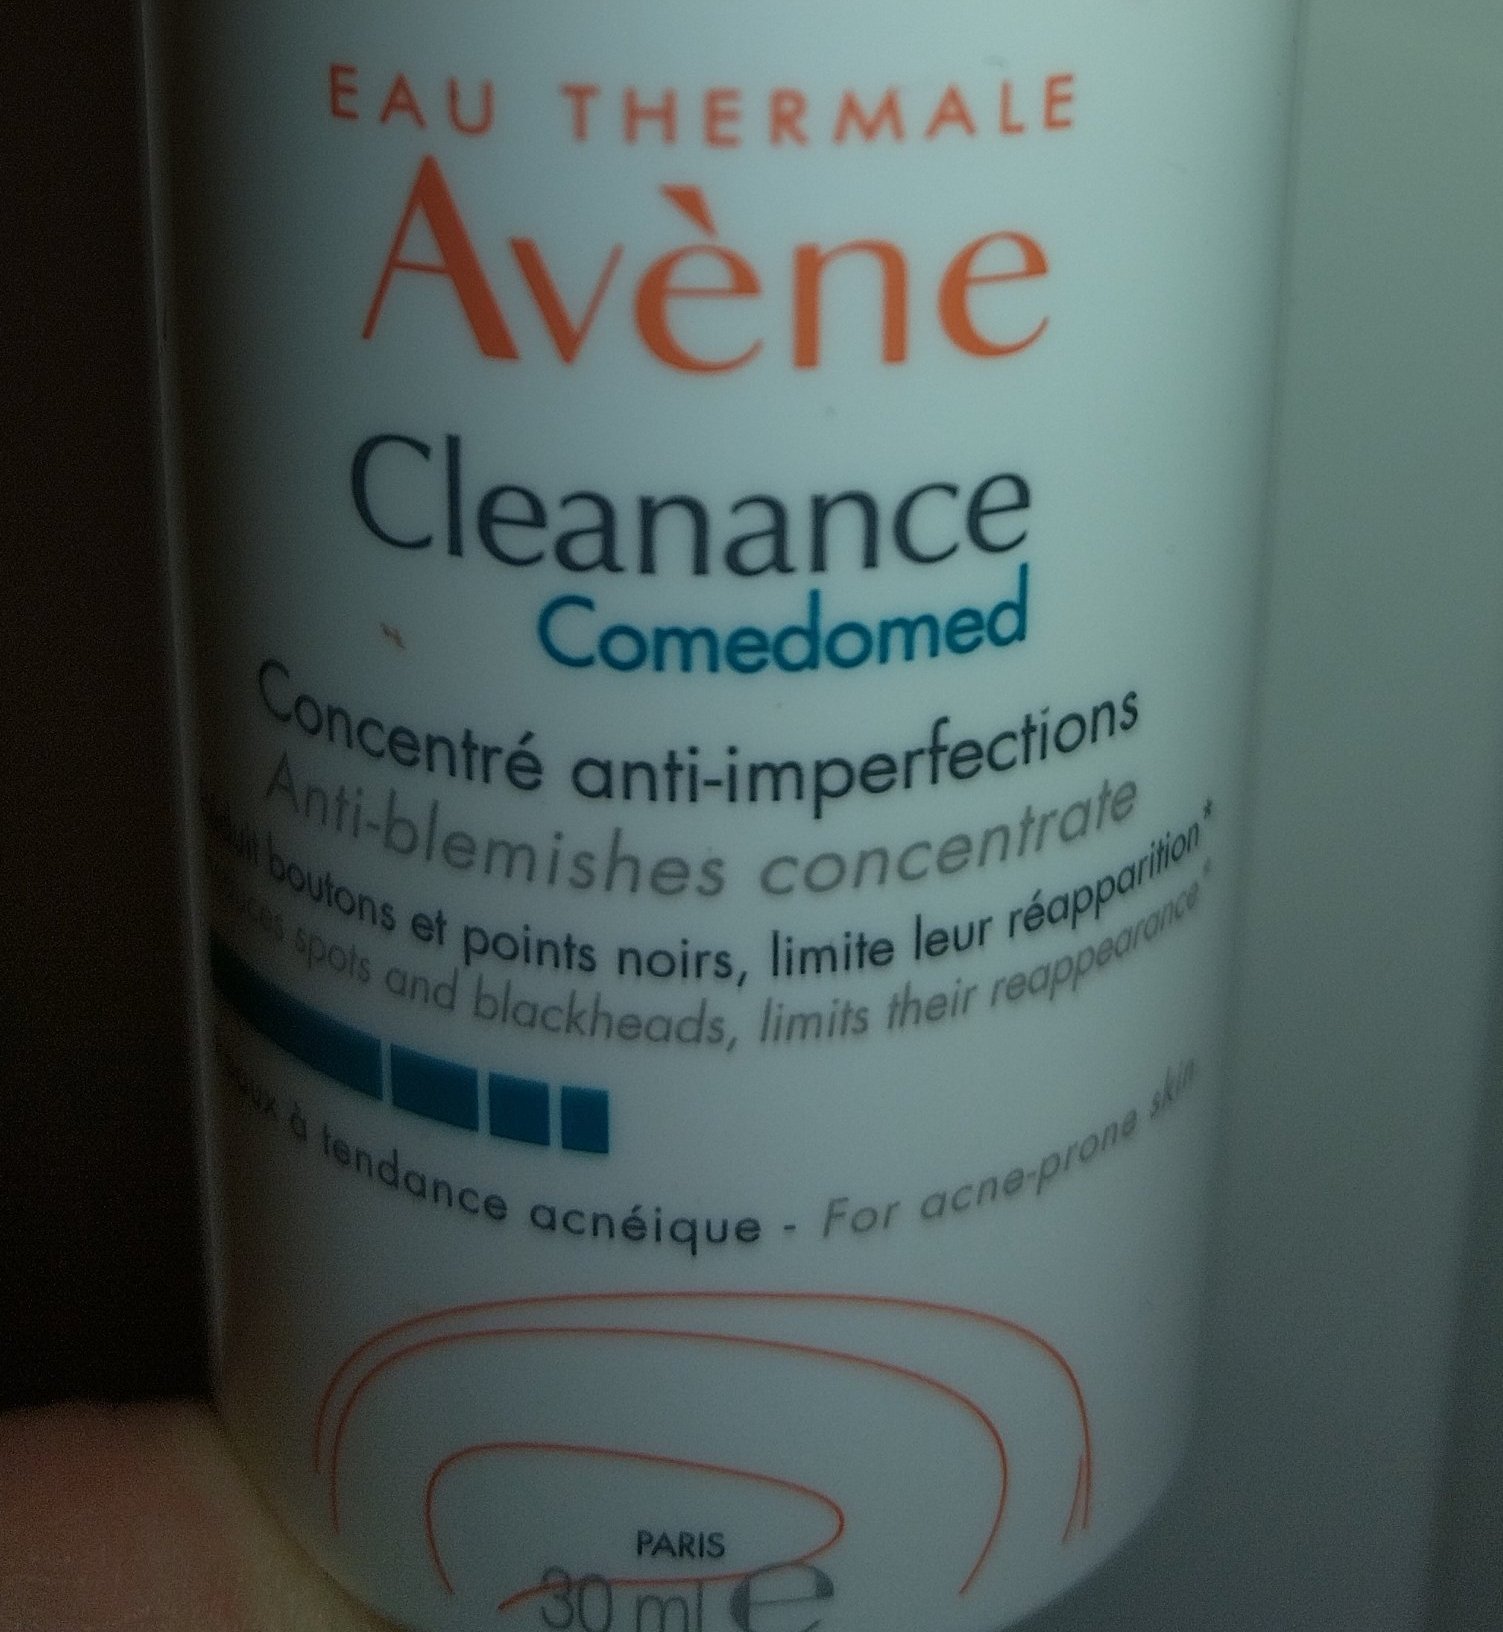 EAU THERMALE
Avène
Cleanance
Comedomed
Concentré anti-imperfections
Anti-blemishes concentrate
boutons et points noirs, limite leur réapparition*
spots and blackheads, limits their reappearance*
à tendance acnéique - For acne-prone skin
PARIS
30 ml e